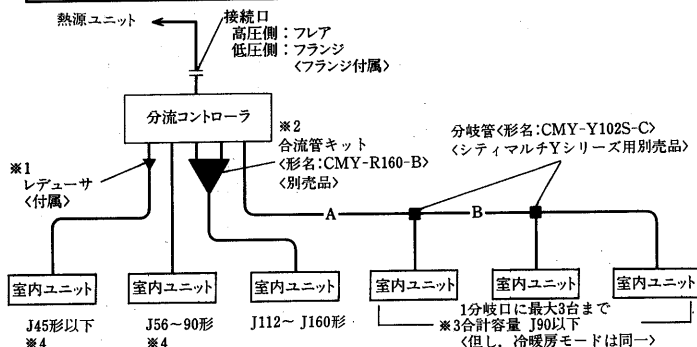 熱源ユニット
接続口
高圧側:フレア
低圧側:フランジ
<フランジ付属>
分流コントローラ
※1
レデューサ
<付属>
※2
合流管キット
<形名:CMY-R160-B>
<別売品>
分岐管<形名:CMY-Y102S-C>
<シティマルチYシリーズ用別売品>
A
B
室内ユニット
室内ユニット
室内ユニット
室内ユニット
室内ユニット
室内ユニット
J45形以下
※4
J56~90形
※4
J112~J160形
1分岐口に最大3台まで
※3合計容量 J90以下
<但し,冷暖房モードは同一>